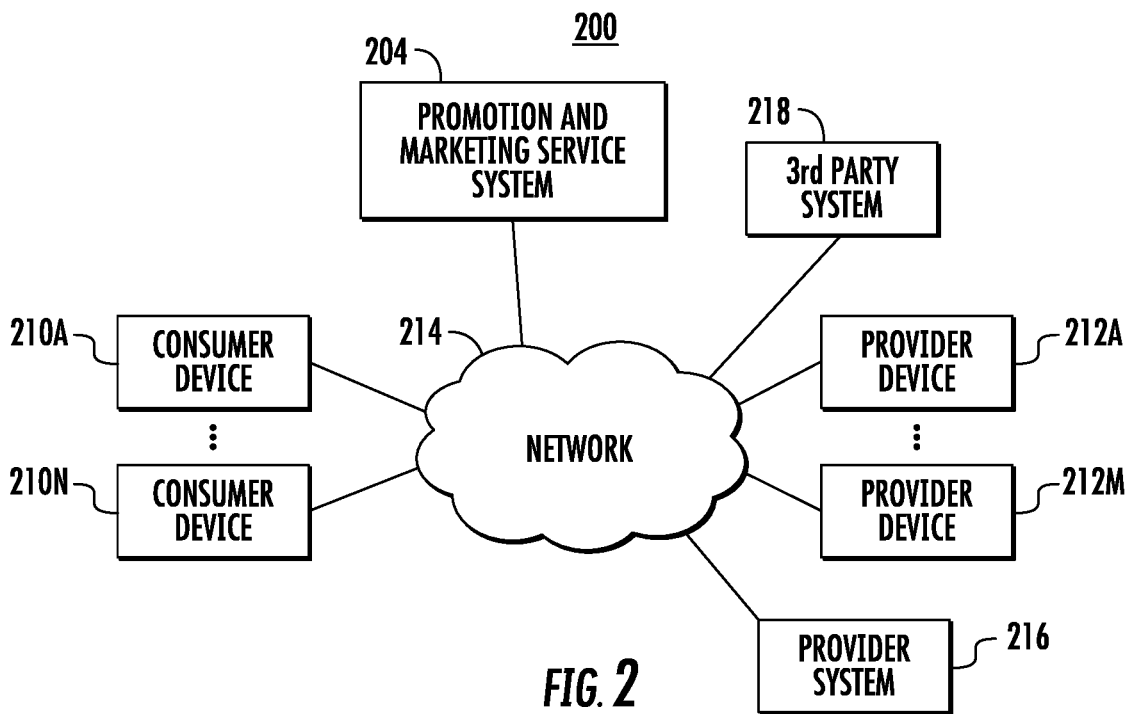 200
204
PROMOTION AND
MARKETING SERVICE
SYSTEM
218
3rd PARTY
SYSTEM
210A
CONSUMER
DEVICE
214
212A
PROVIDER
DEVICE
NETWORK
210N
CONSUMER
DEVICE
212M
PROVIDER
DEVICE
216
PROVIDER
SYSTEM
FIG. 2